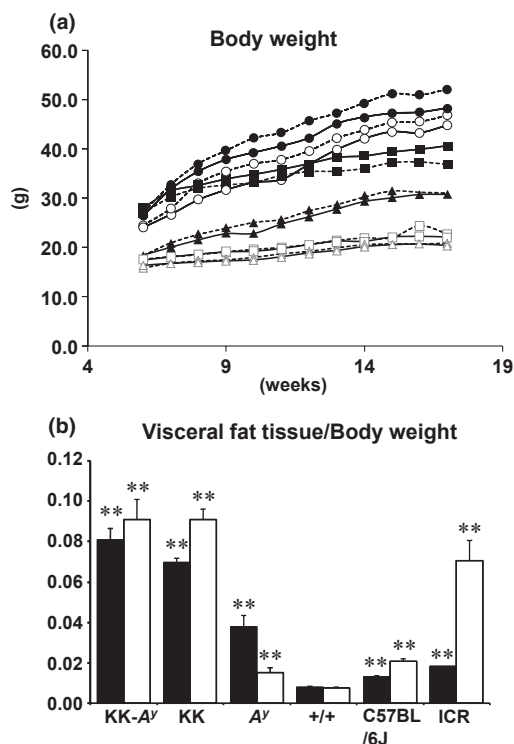 (a)
Body weight
60.0
50.0
40.0
30.0
20.0
10.0
0.0
(g)
4 9 14 19
(weeks)
(b)
Visceral fat tissue/Body weight
0.12
0.10
0.08
0.06
0.04
0.02
0.00
** ** ** ** ** ** ** ** ** **
KK-Aʸ KK Aʸ +/+ C57BL/6J ICR